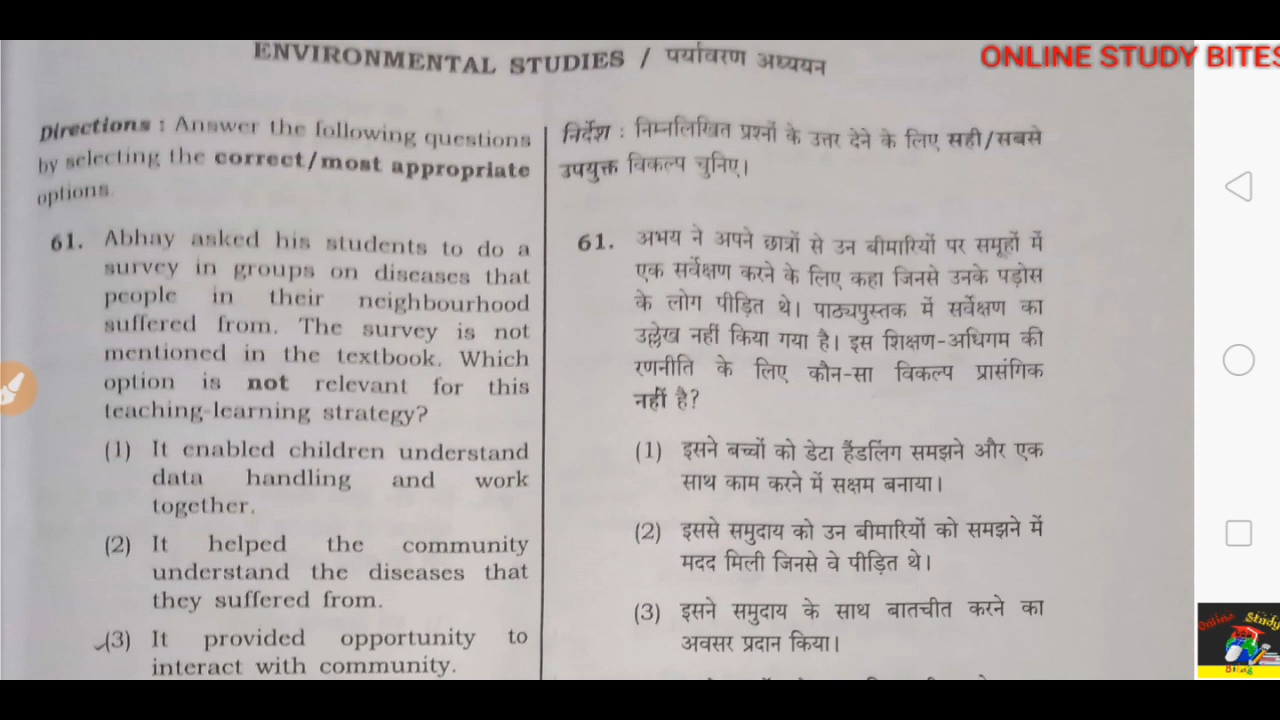 ENVIRONMENTAL STUDIES / पर्यावरण अध्ययन
ONLINE STUDY BITES
Directions : Answer the following questions
by selecting the correct/most appropriate
options.
61. Abhay asked his students to do a
survey in groups on diseases that
people in their neighbourhood
suffered from. The survey is not
mentioned in the textbook. Which
option is not relevant for this
teaching-learning strategy?
(1) It enabled children understand
data handling and work
together.
(2) It helped the community
understand the diseases that
they suffered from.
(3) It provided opportunity to
interact with community.
निर्देश : निम्नलिखित प्रश्नों के उत्तर देने के लिए सही/सबसे
उपयुक्त विकल्प चुनिए।
61. अभय ने अपने छात्रों से उन बीमारियों पर समूहों में
एक सर्वेक्षण करने के लिए कहा जिनसे उनके पड़ोस
के लोग पीड़ित थे। पाठ्यपुस्तक में सर्वेक्षण का
उल्लेख नहीं किया गया है। इस शिक्षण-अधिगम की
रणनीति के लिए कौन-सा विकल्प प्रासंगिक
नहीं है?
(1) इसने बच्चों को डेटा हैंडलिंग समझने और एक
साथ काम करने में सक्षम बनाया।
(2) इससे समुदाय को उन बीमारियों को समझने में
मदद मिली जिनसे वे पीड़ित थे।
(3) इसने समुदाय के साथ बातचीत करने का
अवसर प्रदान किया।
Online Study
Bites